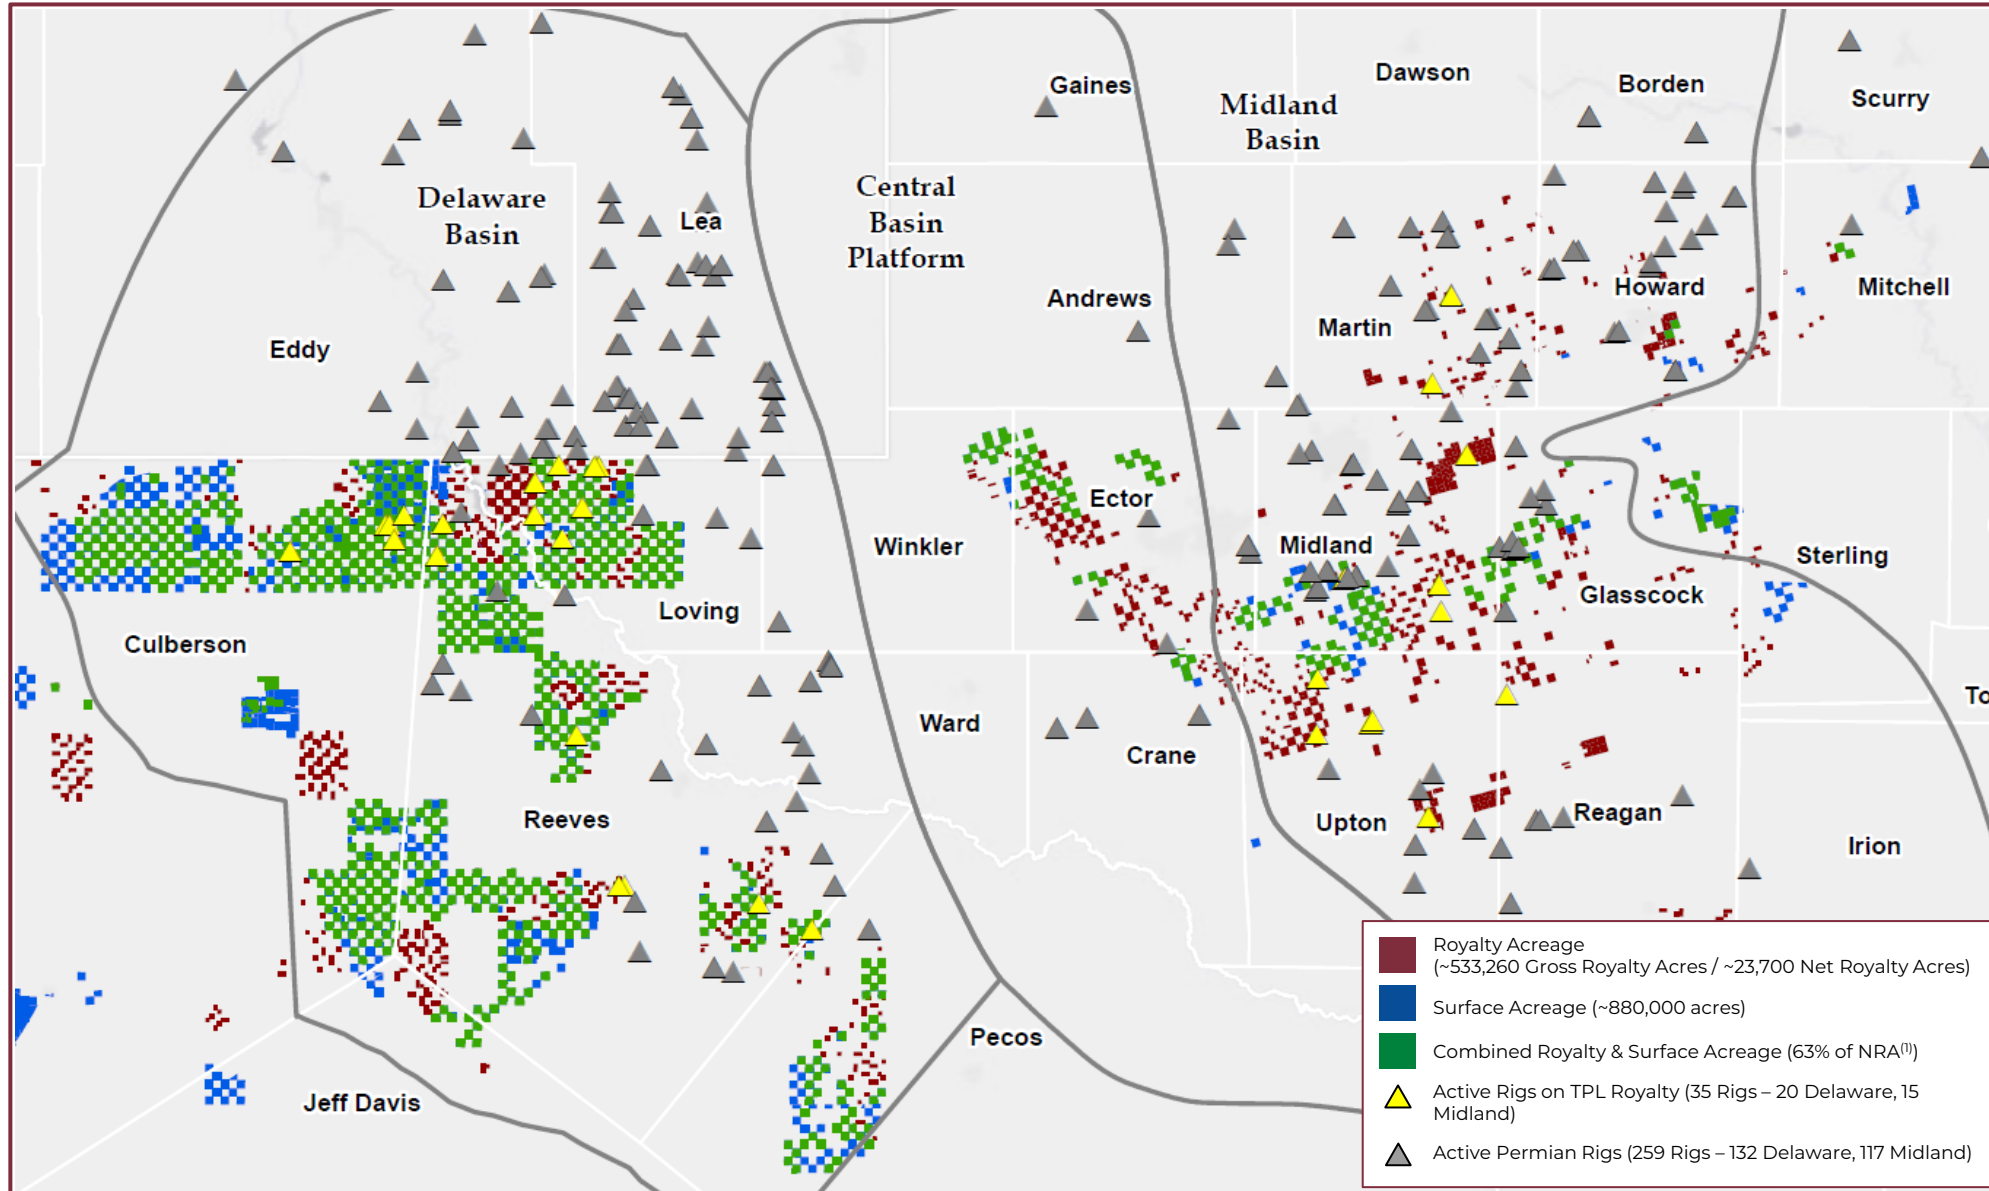 Gaines
Dawson
Borden
Scurry
Midland
Basin
Delaware
Basin
Lea
Central
Basin
Platform
Andrews
Martin
Howard
Mitchell
Eddy
Ector
Winkler
Midland
Glasscock
Sterling
Loving
Culberson
To
Ward
Crane
Reeves
Upton
Reagan
Irion
Pecos
Jeff Davis
Royalty Acreage
(~533,260 Gross Royalty Acres / ~23,700 Net Royalty Acres)
Surface Acreage (~880,000 acres)
Combined Royalty & Surface Acreage (63% of NRA⁽¹⁾)
Active Rigs on TPL Royalty (35 Rigs – 20 Delaware, 15
Midland)
Active Permian Rigs (259 Rigs – 132 Delaware, 117 Midland)